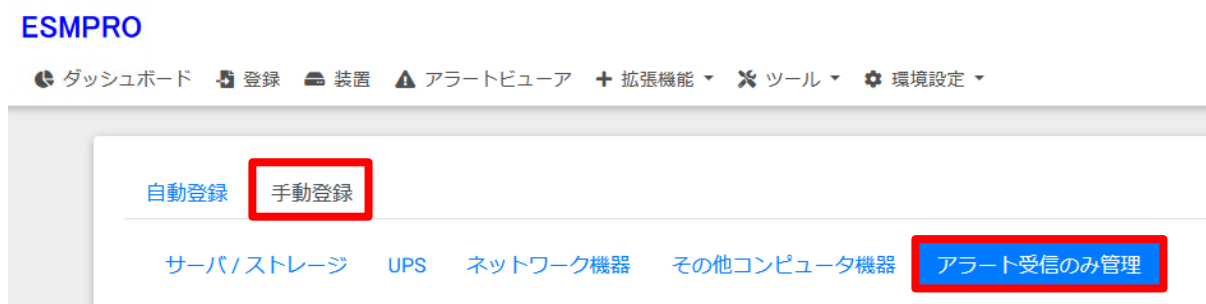 ESMPRO
ダッシュボード 登録 装置 アラートビューア 拡張機能 ツール 環境設定
自動登録 手動登録
サーバ / ストレージ UPS ネットワーク機器 その他コンピュータ機器 アラート受信のみ管理